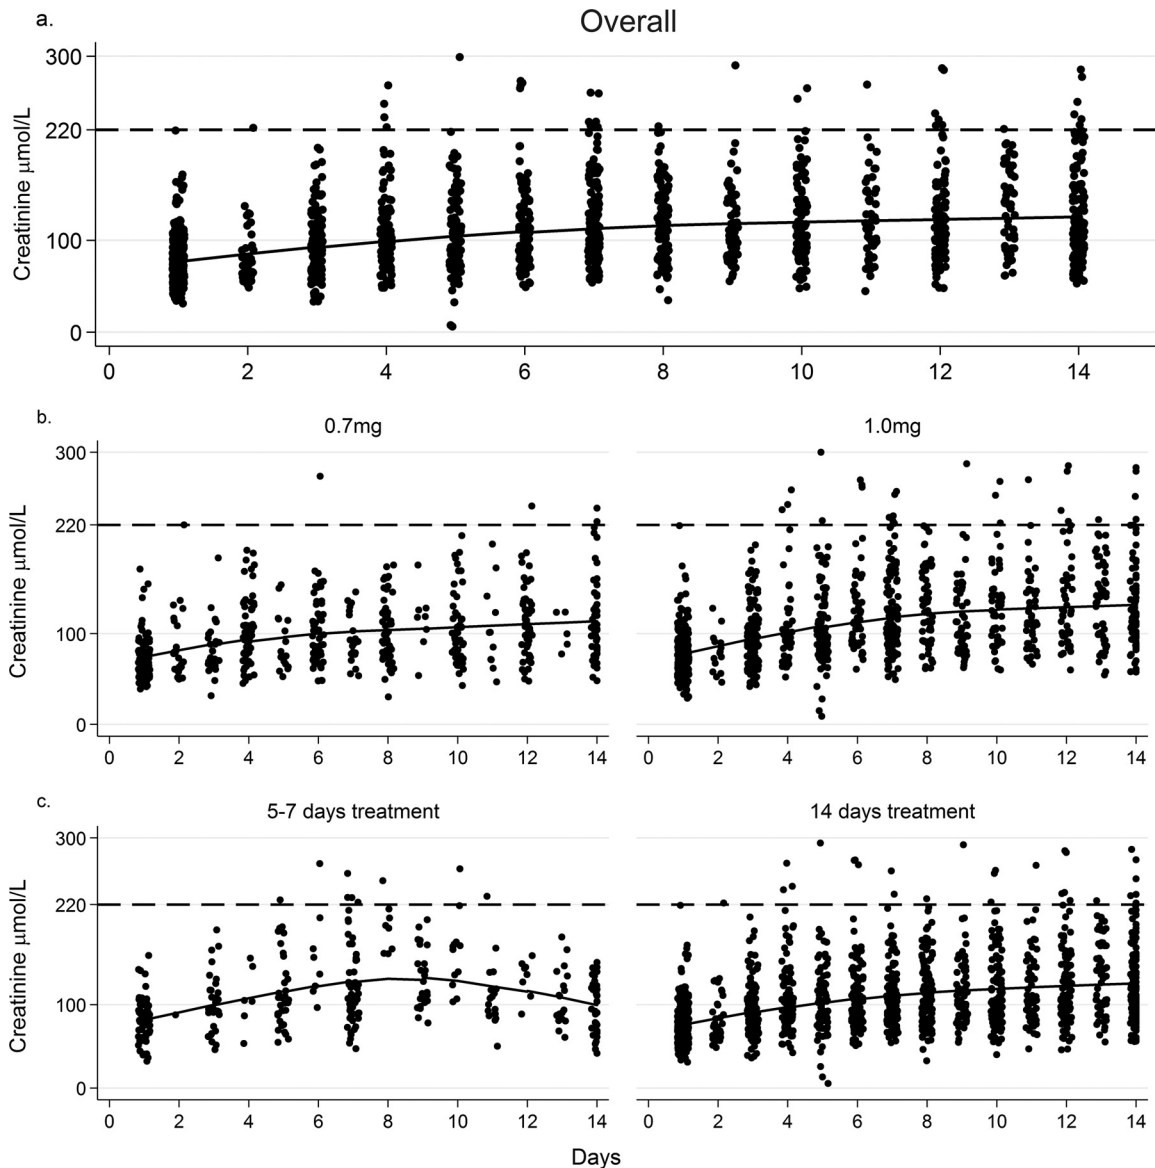 a.
Overall
Creatinine μmol/L
300
220
100
0
0 2 4 6 8 10 12 14
b.
0.7mg 1.0mg
Creatinine μmol/L
300
220
100
0
0 2 4 6 8 10 12 14 0 2 4 6 8 10 12 14
c.
5-7 days treatment 14 days treatment
Creatinine μmol/L
300
220
100
0
0 2 4 6 8 10 12 14 0 2 4 6 8 10 12 14
Days